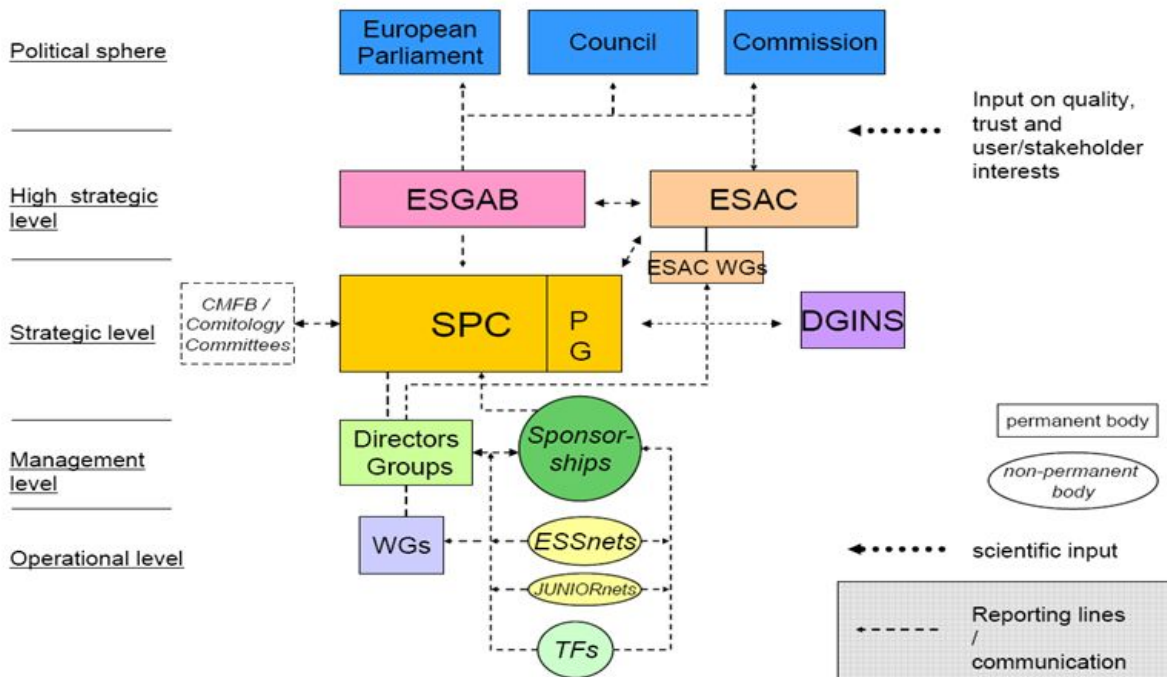 Political sphere
European
Parliament
Council
Commission
Input on quality,
trust and
user/stakeholder
interests
High strategic
level
ESGAB
ESAC
ESAC WGs
Strategic level
CMFB /
Comitology
Committees
SPC
P
G
DGINS
Management
level
Directors
Groups
Sponsor-
ships
permanent body
non-permanent
body
Operational level
WGs
ESSnets
JUNIORnets
TFs
scientific input
Reporting lines
/
communication